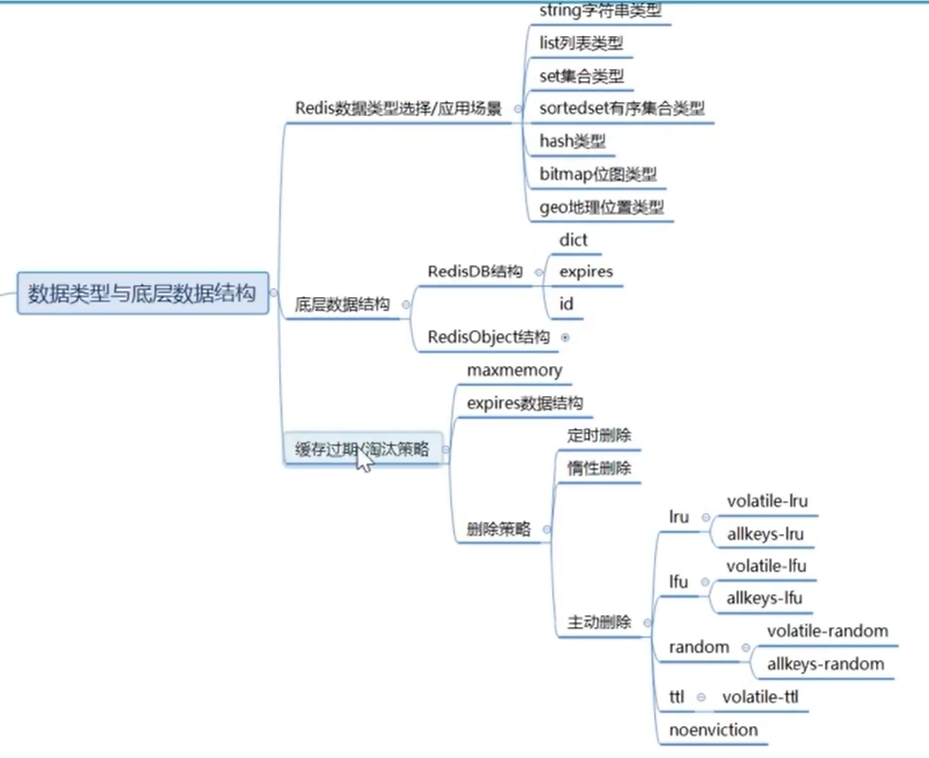 string字符串类型
list列表类型
set集合类型
Redis数据类型选择/应用场景
sortedset有序集合类型
hash类型
bitmap位图类型
geo地理位置类型
dict
RedisDB结构
expires
数据类型与底层数据结构
底层数据结构
id
RedisObject结构
maxmemory
expires数据结构
缓存过期/淘汰策略
定时删除
惰性删除
删除策略
lru
volatile-lru
allkeys-lru
lfu
volatile-lfu
allkeys-lfu
主动删除
random
volatile-random
allkeys-random
ttl
volatile-ttl
noenviction